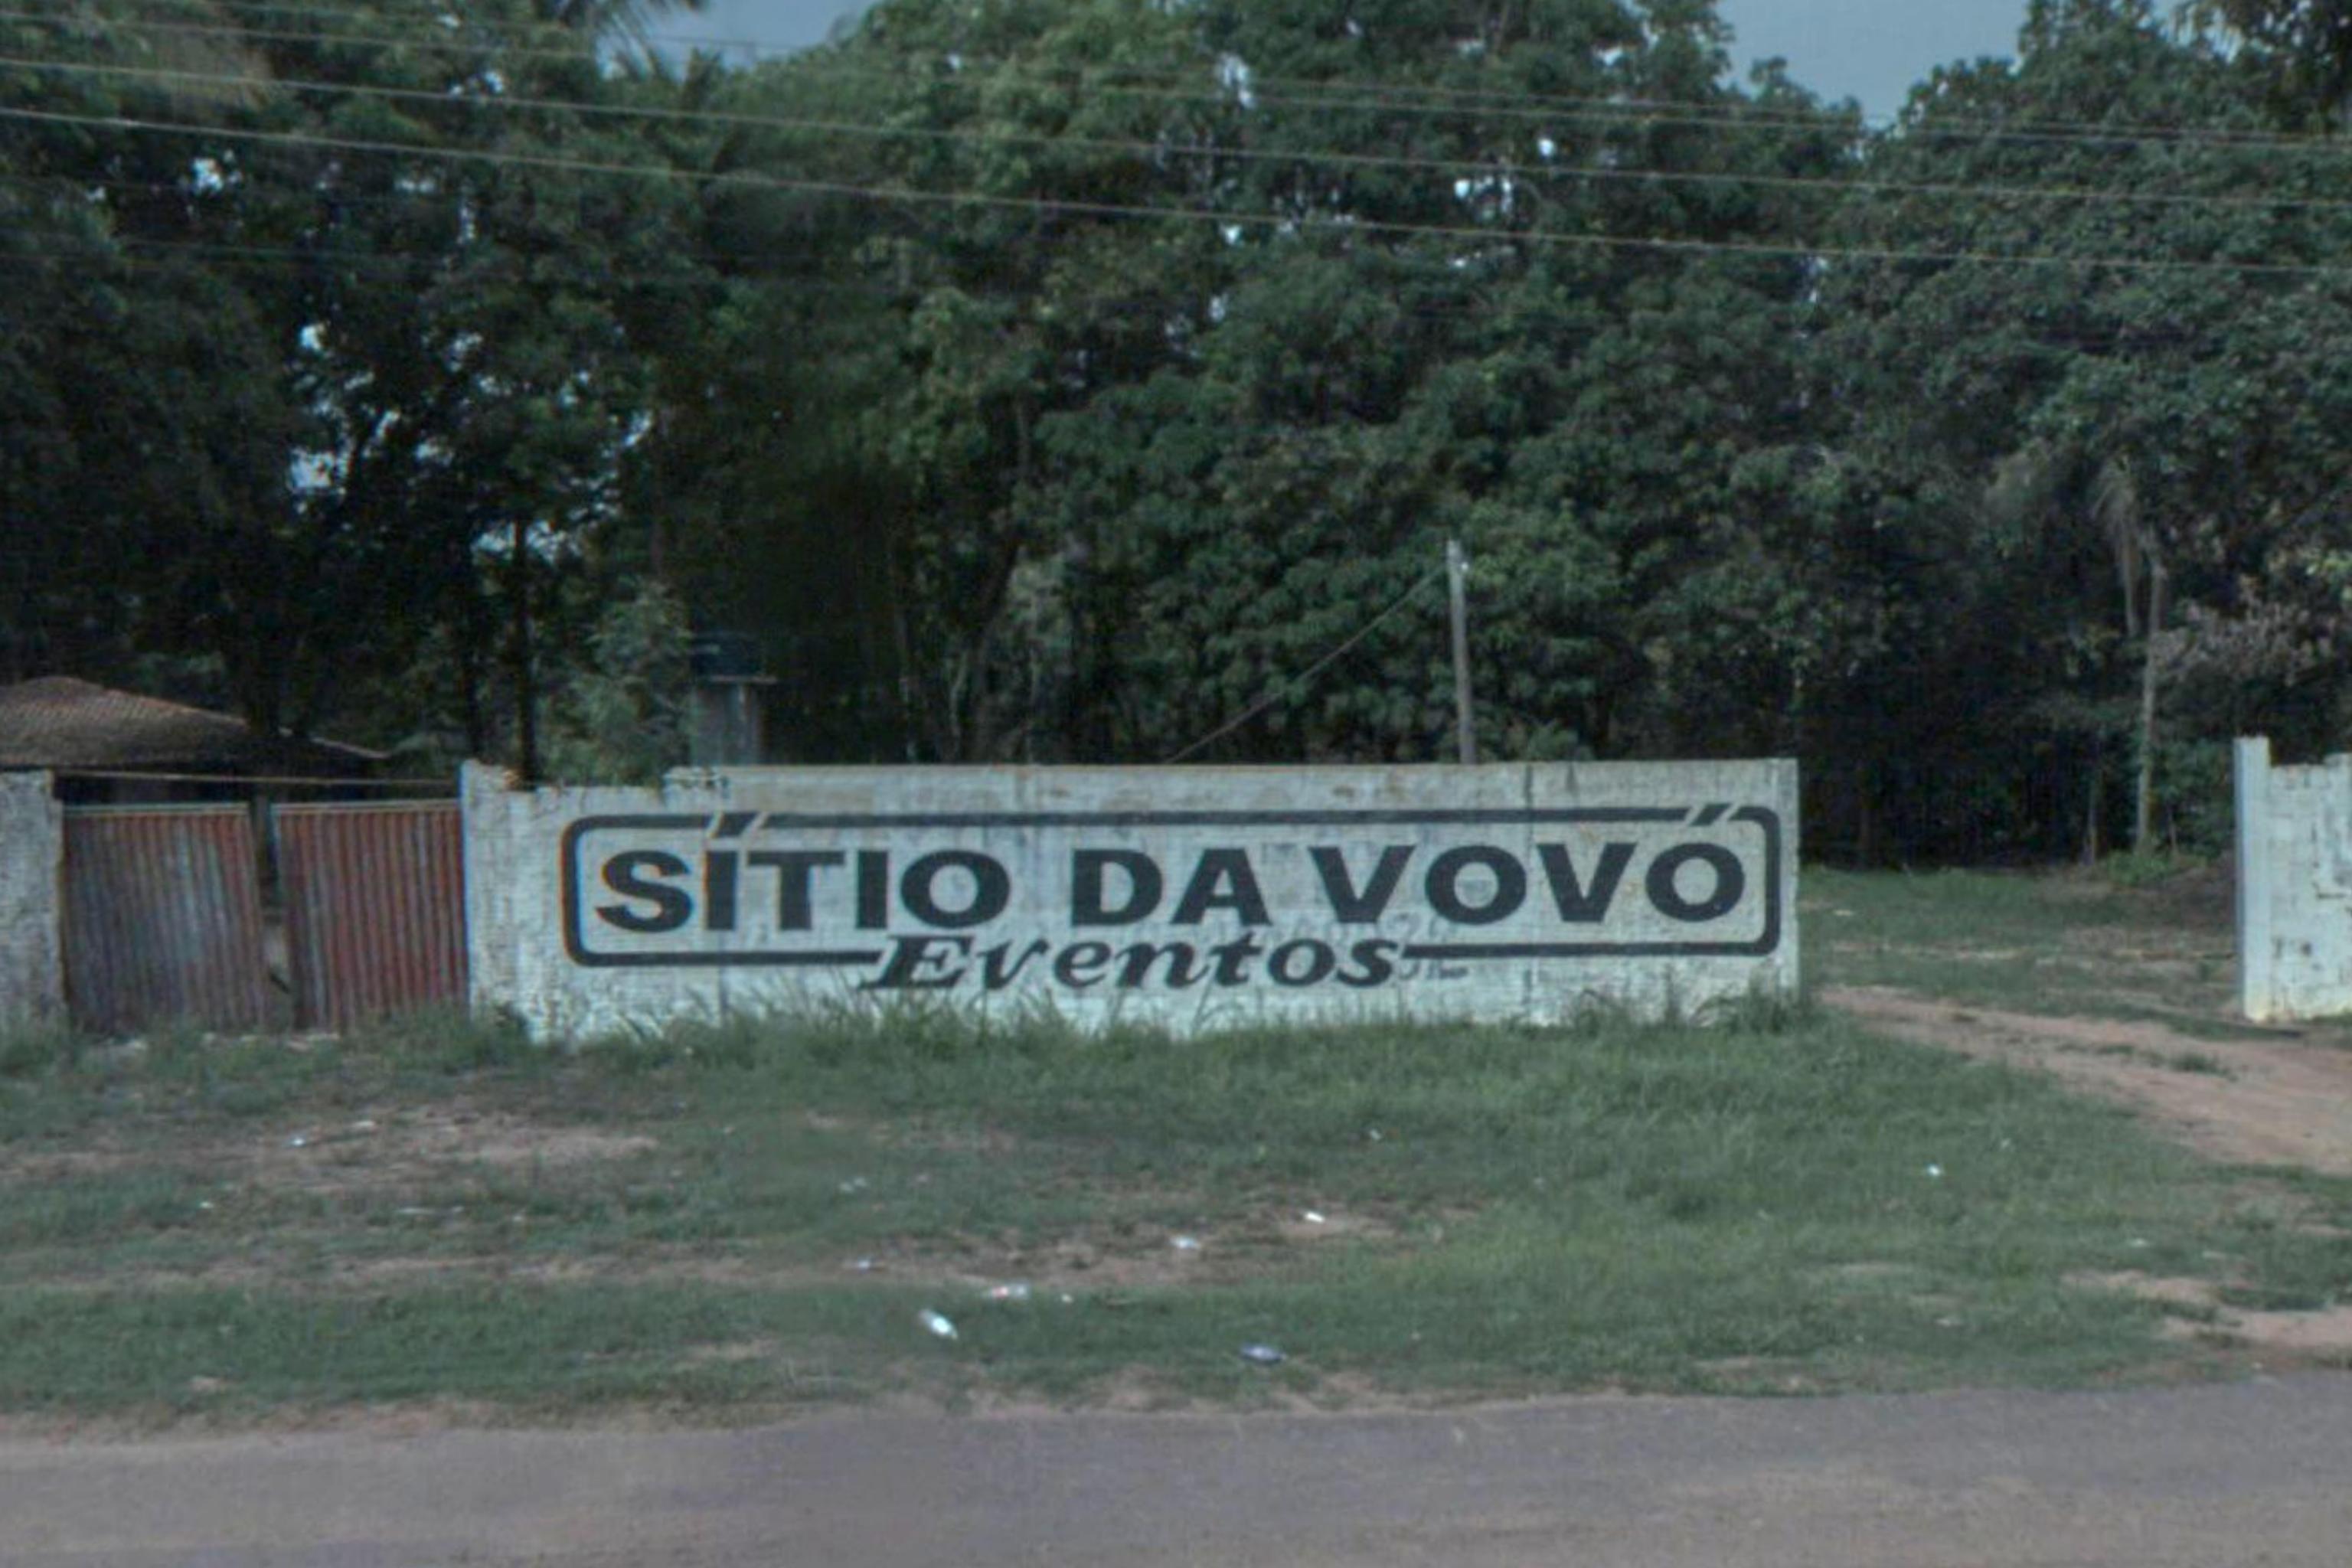 SÍTIO DA VOVÓ
Eventos